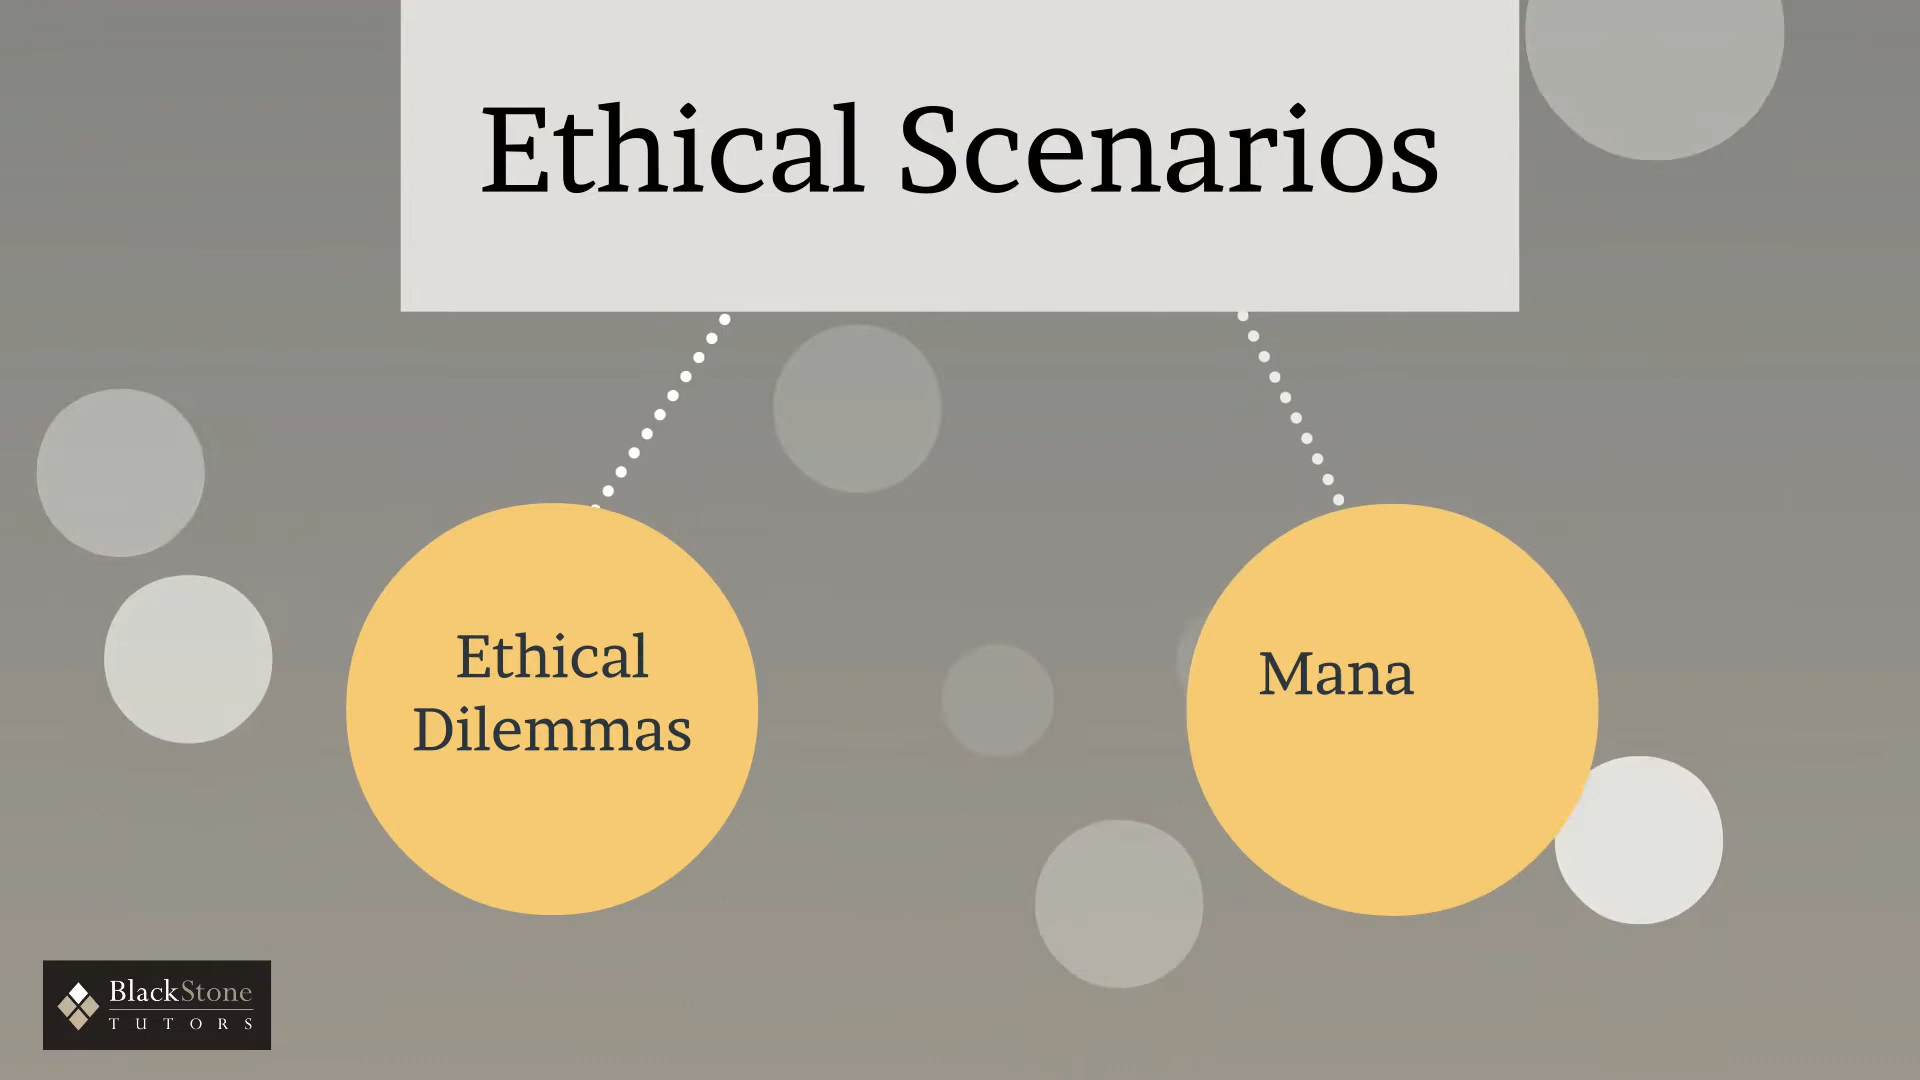 Ethical Scenarios
Ethical
Dilemmas
Mana
BlackStone
TUTORS